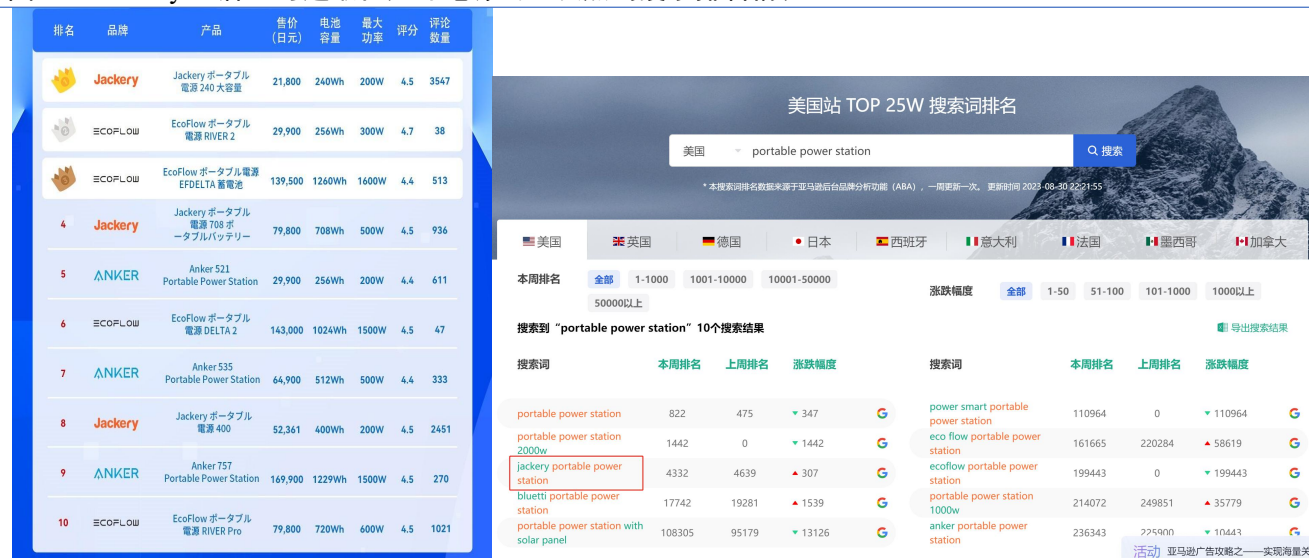 排名 品牌 产品 售价(日元) 电池容量 最大功率 评分 评论数量
Jackery Jackery ポータブル電源 240 大容量 21,800 240Wh 200W 4.5 3547
ECOFLOW EcoFlow ポータブル電源 RIVER 2 29,900 256Wh 300W 4.7 38
ECOFLOW EcoFlow ポータブル電源 EFDELTA 蓄電池 139,500 1260Wh 1600W 4.4 513
4 Jackery Jackery ポータブル電源 708 ポータブルバッテリー 79,800 708Wh 500W 4.5 936
5 ANKER Anker 521 Portable Power Station 29,900 256Wh 200W 4.4 611
6 ECOFLOW EcoFlow ポータブル電源 DELTA 2 143,000 1024Wh 1500W 4.5 47
7 ANKER Anker 535 Portable Power Station 64,900 512Wh 500W 4.4 333
8 Jackery Jackery ポータブル電源 400 52,361 400Wh 200W 4.5 2451
9 ANKER Anker 757 Portable Power Station 169,900 1229Wh 1500W 4.5 270
10 ECOFLOW EcoFlow ポータブル電源 RIVER Pro 79,800 720Wh 600W 4.5 1021
美国站 TOP 25W 搜索词排名
美国 portable power station 搜索
* 本搜索词排名数据来源于亚马逊后台品牌分析功能（ABA），一周更新一次。 更新时间 2023-08-30 22:21:55
美国 英国 德国 日本 西班牙 意大利 法国 墨西哥 加拿大
本周排名 全部 1-1000 1001-10000 10001-50000
50000以上
涨跌幅度 全部 1-50 51-100 101-1000 1000以上
搜索到“portable power station”10个搜索结果
导出搜索结果
搜索词 本周排名 上周排名 涨跌幅度
portable power station 822 475 ▼ 347
portable power station 2000w 1442 0 ▼ 1442
jackery portable power station 4332 4639 ▲ 307
bluetti portable power station 17742 19281 ▲ 1539
portable power station with solar panel 108305 95179 ▼ 13126
搜索词 本周排名 上周排名 涨跌幅度
power smart portable power station 110964 0 ▼ 110964
eco flow portable power station 161665 220284 ▲ 58619
ecoflow portable power station 199443 0 ▼ 199443
portable power station 1000w 214072 249851 ▲ 35779
anker portable power station 236343 225900 ▼ 10443
活动 亚马逊广告攻略之——实现海量关